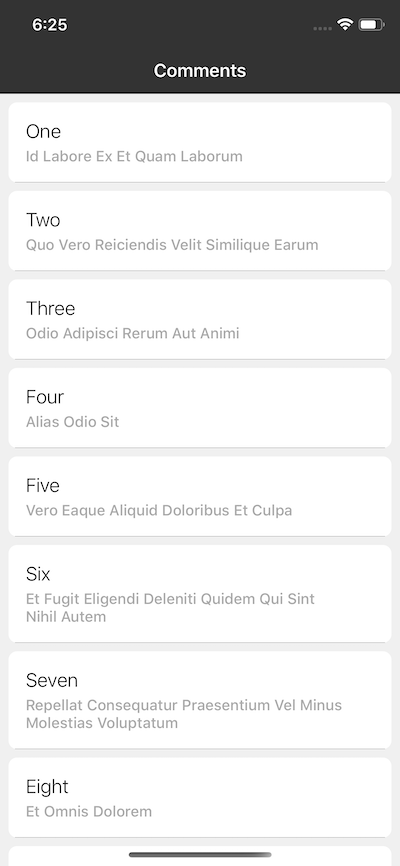 6:25
Comments
One
Id Labore Ex Et Quam Laborum
Two
Quo Vero Reiciendis Velit Similique Earum
Three
Odio Adipisci Rerum Aut Animi
Four
Alias Odio Sit
Five
Vero Eaque Aliquid Doloribus Et Culpa
Six
Et Fugit Eligendi Deleniti Quidem Qui Sint
Nihil Autem
Seven
Repellat Consequatur Praesentium Vel Minus
Molestias Voluptatum
Eight
Et Omnis Dolorem